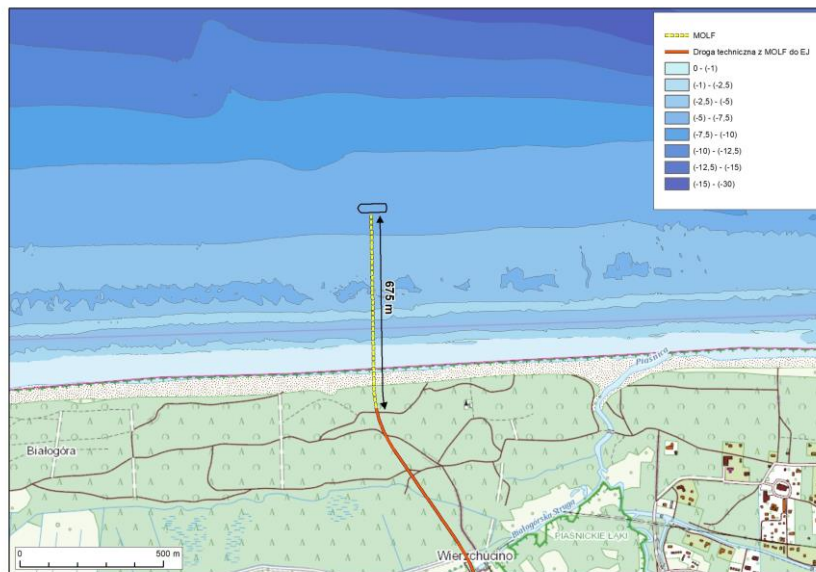 MOLF
Droga techniczna z MOLF do EJ
0 - (-1)
(-1) - (-2,5)
(-2,5) - (-5)
(-5) - (-7,5)
(-7,5) - (-10)
(-10) - (-12,5)
(-12,5) - (-15)
(-15) - (-30)
675 m
Piaśnica
Białogóra
Białogórska Struga
PIAŚNICKIE ŁĄKI
Wierzchucino
0 500 m